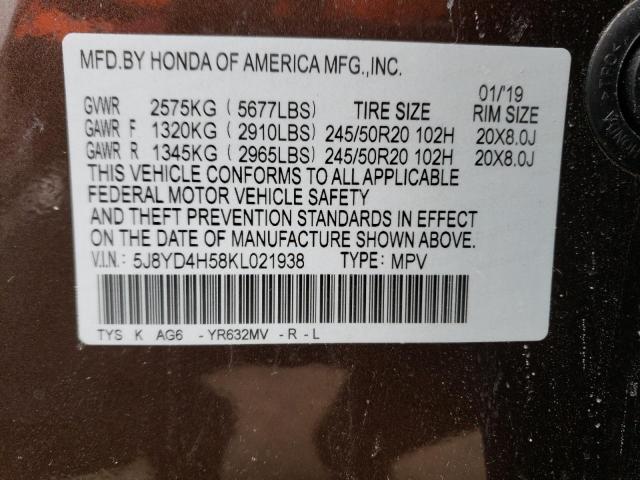 MFD.BY HONDA OF AMERICA MFG.,INC.
01/'19
GVWR 2575KG ( 5677LBS) TIRE SIZE RIM SIZE
GAWR F 1320KG ( 2910LBS) 245/50R20 102H 20X8.0J
GAWR R 1345KG ( 2965LBS) 245/50R20 102H 20X8.0J
THIS VEHICLE CONFORMS TO ALL APPLICABLE
FEDERAL MOTOR VEHICLE SAFETY
AND THEFT PREVENTION STANDARDS IN EFFECT
ON THE DATE OF MANUFACTURE SHOWN ABOVE.
V.I.N.: 5J8YD4H58KL021938 TYPE: MPV
TYS K AG6 -YR632MV -R -L
HONDA >TPO<